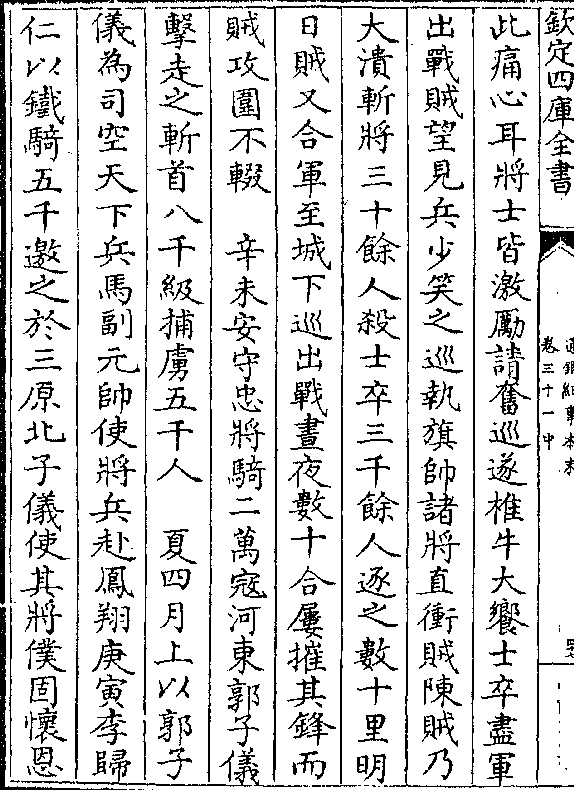 欽定四庫全書
通鑑紀事本末
卷三十一中
此痛心耳將士皆激勵請奮巡遂椎牛大饗士卒盡軍
出戰賊望見兵少笑之巡執旗帥諸將直衝賊陳賊乃
大潰斬將三十餘人殺士卒三千餘人逐之數十里明
日賊又合軍至城下巡出戰晝夜數十合屢摧其鋒而
賊攻圍不輟 辛未安守忠將騎二萬寇河東郭子儀
擊走之斬首八千級捕虜五千人 夏四月上以郭子
儀為司空天下兵馬副元帥使將兵赴鳳翔庚寅李歸
仁以鐵騎五千邀之於三原北子儀使其將僕固懷恩